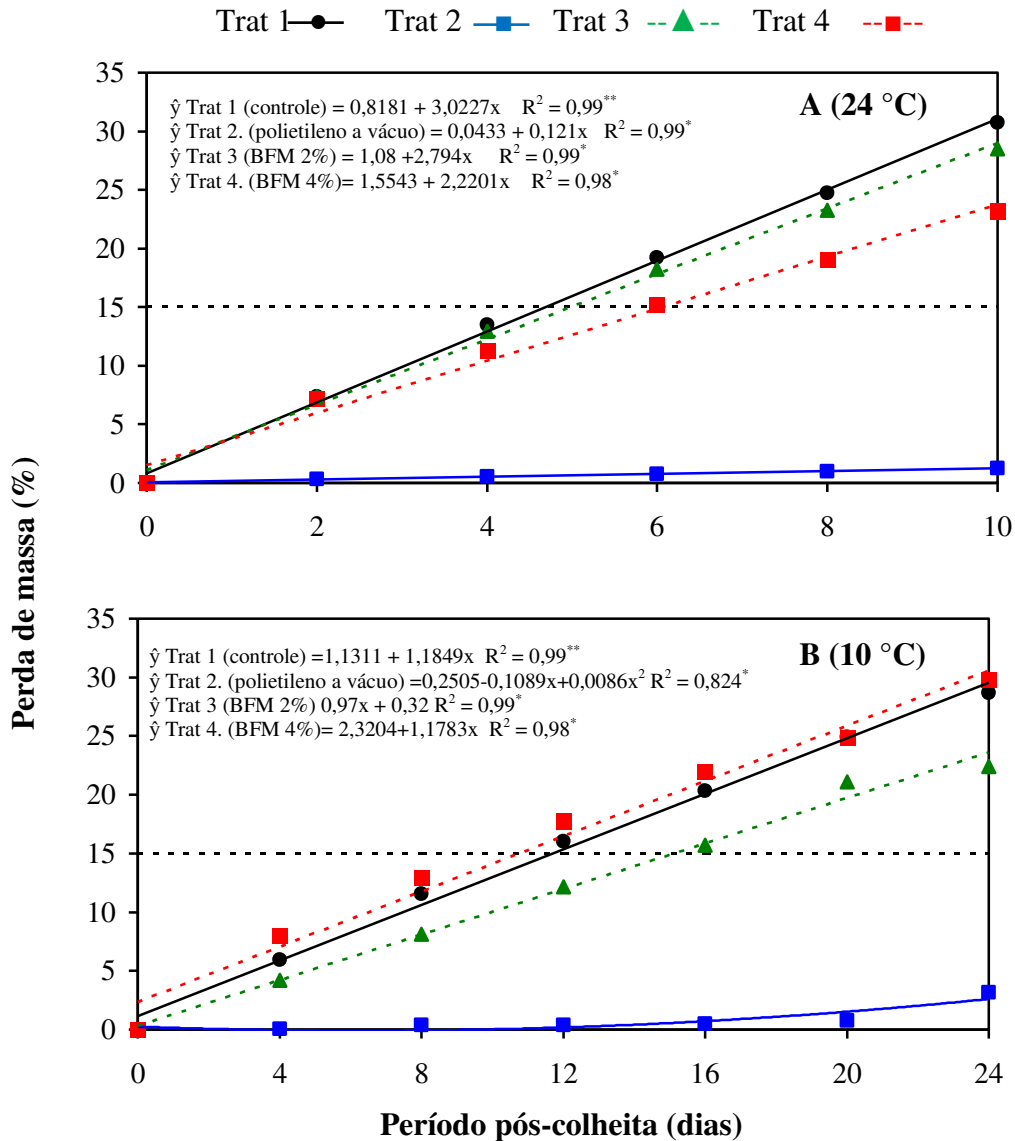 Trat 1 Trat 2 Trat 3 Trat 4
Perda de massa (%)
35
30
25
20
15
10
5
0
ŷ Trat 1 (controle) = 0,8181 + 3,0227x R² = 0,99**
ŷ Trat 2. (polietileno a vácuo) = 0,0433 + 0,121x R² = 0,99*
ŷ Trat 3 (BFM 2%) = 1,08 +2,794x R² = 0,99*
ŷ Trat 4. (BFM 4%)= 1,5543 + 2,2201x R² = 0,98*
A (24 °C)
0 2 4 6 8 10
35
30
25
20
15
10
5
0
ŷ Trat 1 (controle) =1,1311 + 1,1849x R² = 0,99**
ŷ Trat 2. (polietileno a vácuo) =0,2505-0,1089x+0,0086x² R² = 0,824*
ŷ Trat 3 (BFM 2%) 0,97x + 0,32 R² = 0,99*
ŷ Trat 4. (BFM 4%)= 2,3204+1,1783x R² = 0,98*
B (10 °C)
0 4 8 12 16 20 24
Período pós-colheita (dias)